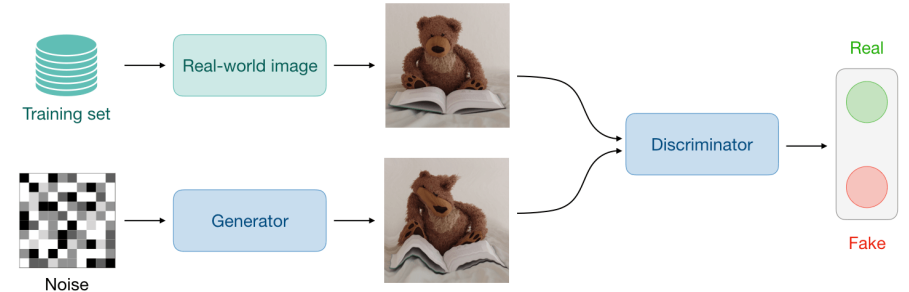 Real
Real-world image
Training set
Discriminator
Generator
Fake
Noise